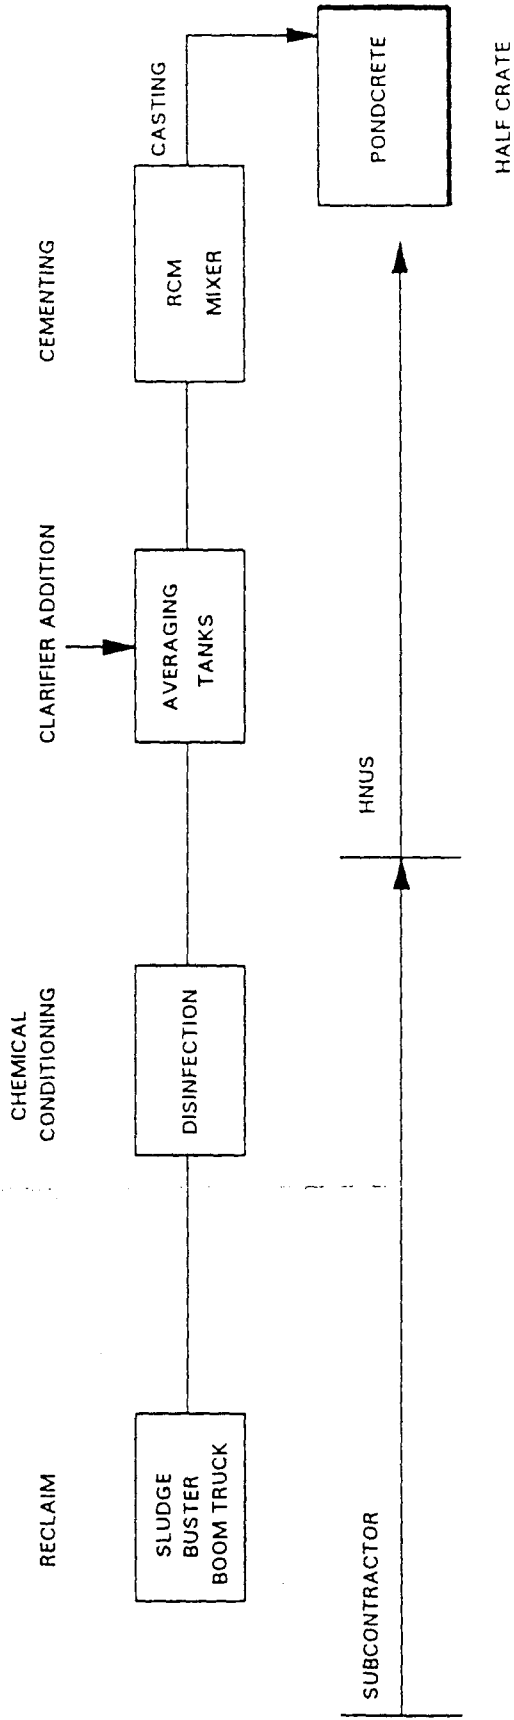 RECLAIM
CHEMICAL
CONDITIONING
CLARIFIER ADDITION
CEMENTING
SLUDGE
BUSTER
BOOM TRUCK
DISINFECTION
AVERAGING
TANKS
RCM
MIXER
CASTING
PONDCRETE
HALF CRATE
SUBCONTRACTOR
HNUS